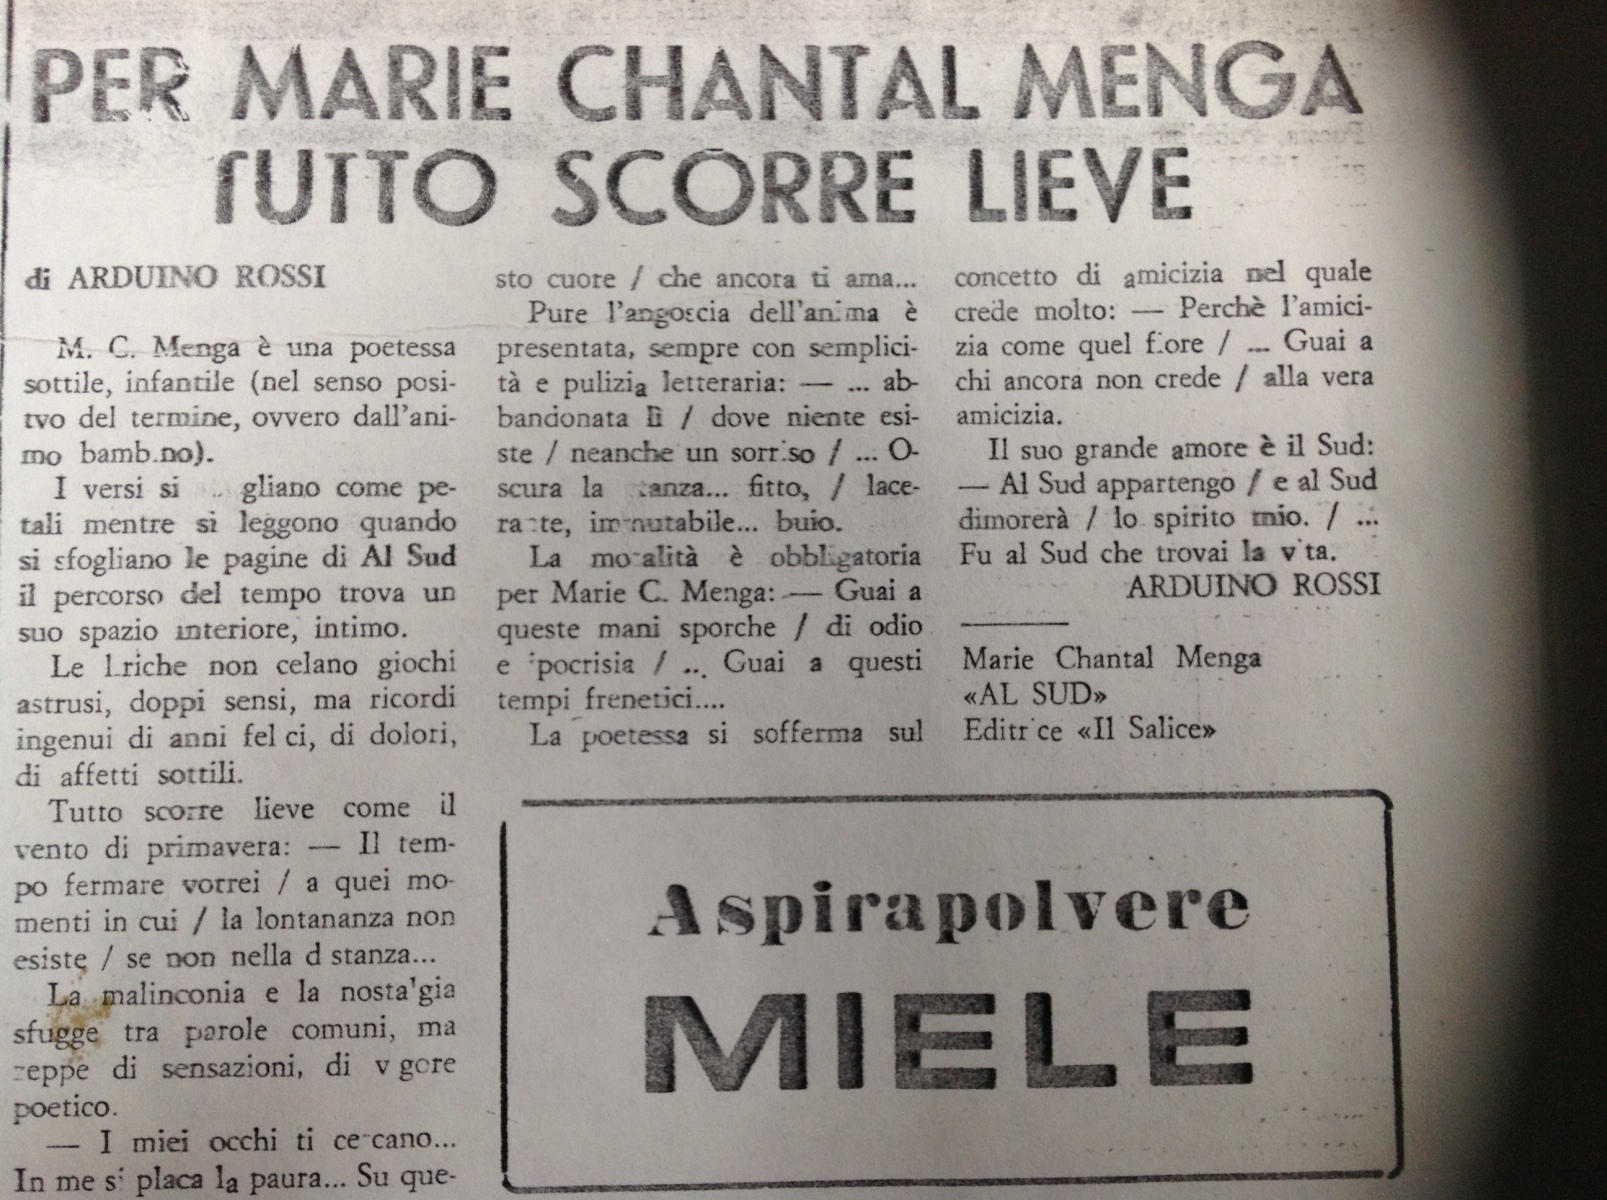 PER MARIE CHANTAL MENGA
TUTTO SCORRE LIEVE
di ARDUINO ROSSI
M. C. Menga è una poetessa
sottile, infantile (nel senso posi-
tvo del termine, ovvero dall'ani-
mo bamb.no).
I versi si gliano come pe-
tali mentre si leggono quando
si sfogliano le pagine di Al Sud
il percorso del tempo trova un
suo spazio interiore, intimo.
Le l.riche non celano giochi
astrusi, doppi sensi, ma ricordi
ingenui di anni fel ci, di dolori,
di affetti sottili.
Tutto scorre lieve come il
vento di primavera: — Il tem-
po fermare vorrei / a quei mo-
menti in cui / la lontananza non
esiste / se non nella d stanza...
La malinconia e la nosta'gia
sfugge tra parole comuni, ma
zeppe di sensazioni, di v gore
poetico.
— I miei occhi ti cercano...
In me si placa la paura... Su que-
sto cuore / che ancora ti ama...
Pure l'angoscia dell'anima è
presentata, sempre con semplici-
tà e pulizia letteraria: — ... ab-
bandonata lì / dove niente esi-
ste / neanche un sorriso / ... O-
scura la stanza... fitto, / lace-
rante, immutabile... buio.
La moralità è obbligatoria
per Marie C. Menga: — Guai a
queste mani sporche / di odio
e ipocrisia / ... Guai a questi
tempi frenetici....
La poetessa si sofferma sul
concetto di amicizia nel quale
crede molto: — Perchè l'amici-
zia come quel fiore / ... Guai a
chi ancora non crede / alla vera
amicizia.
Il suo grande amore è il Sud:
— Al Sud appartengo / e al Sud
dimorerà / lo spirito mio. / ...
Fu al Sud che trovai la vita.
ARDUINO ROSSI
Marie Chantal Menga
«AL SUD»
Editr ce «Il Salice»
Aspirapolvere
MIELE